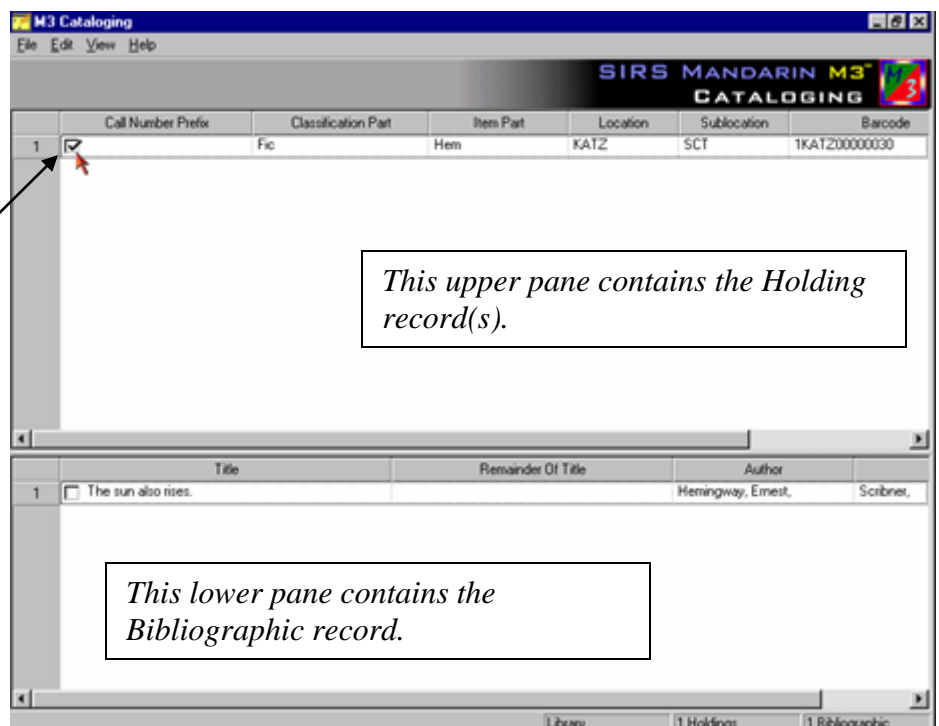 M3 Cataloging
File Edit View Help
SIRS MANDARIN M3™ M3
CATALOGING
Call Number Prefix Classification Part Item Part Location Sublocation Barcode
1 Fic Hem KATZ SCT 1KATZ00000030
This upper pane contains the Holding
record(s).
Title Remainder Of Title Author
1 The sun also rises. Hemingway, Ernest, Scribner,
This lower pane contains the
Bibliographic record.
Library 1 Holdings 1 Bibliographic